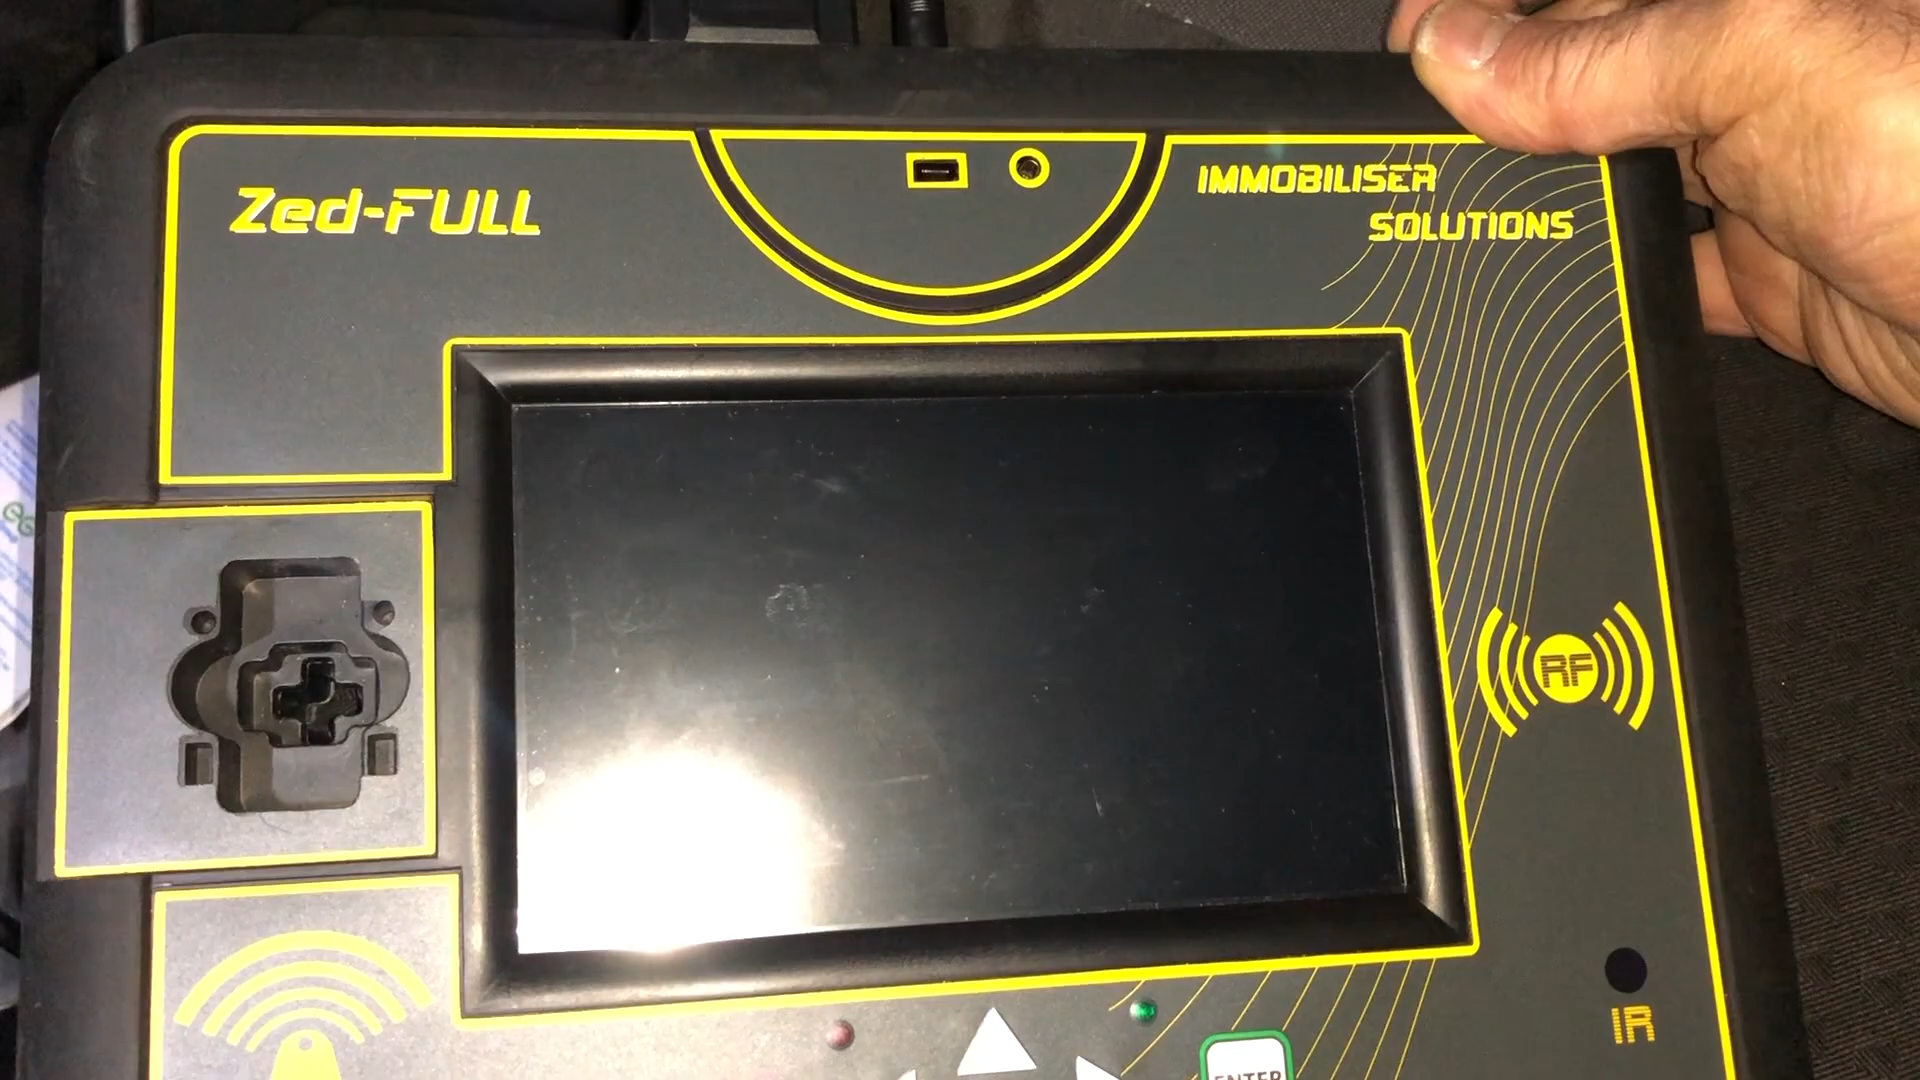 Zed-FULL
IMMOBILISER
SOLUTIONS
RF
IR
ENTER